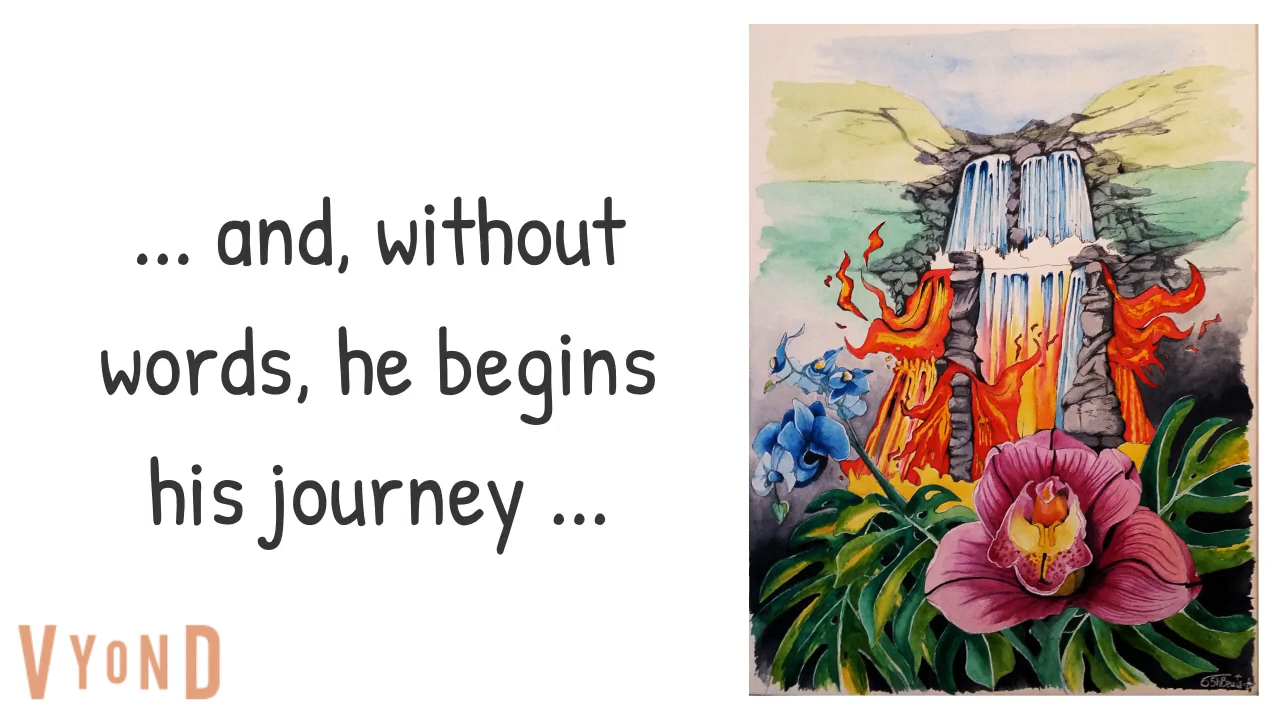 ... and, without
words, he begins
his journey ...
VYOND